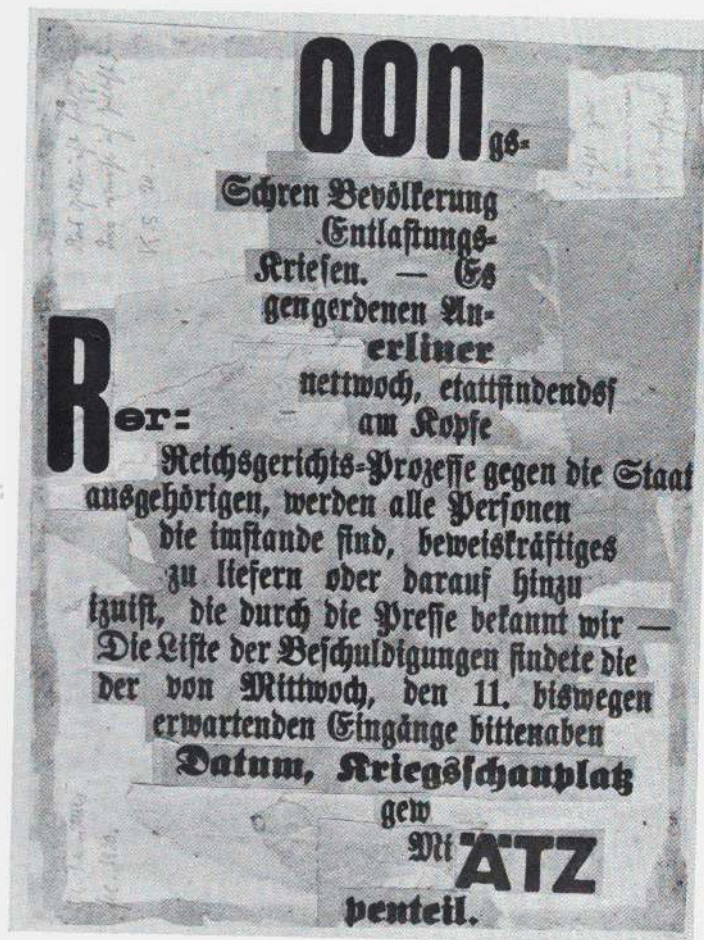 oon
gs-
Schren Bevölkerung
Entlastungs-
Kriesen. — Es
gengerdenen An-
erliner
nettwoch, etattfindendsf
Rer=
am Kopfe
Reichsgerichts-Prozesse gegen die Staat
ausgehörigen, werden alle Personen
die imstande sind, beweiskräftiges
zu liefern oder darauf hinzu
izuist, die durch die Presse bekannt wir —
Die Liste der Beschuldigungen findete die
der von Mittwoch, den 11. biswegen
erwartenden Eingänge bittenaben
Datum, Kriegsschauplatz
gew
Mi ÄTZ
penteil.
K. S. 20